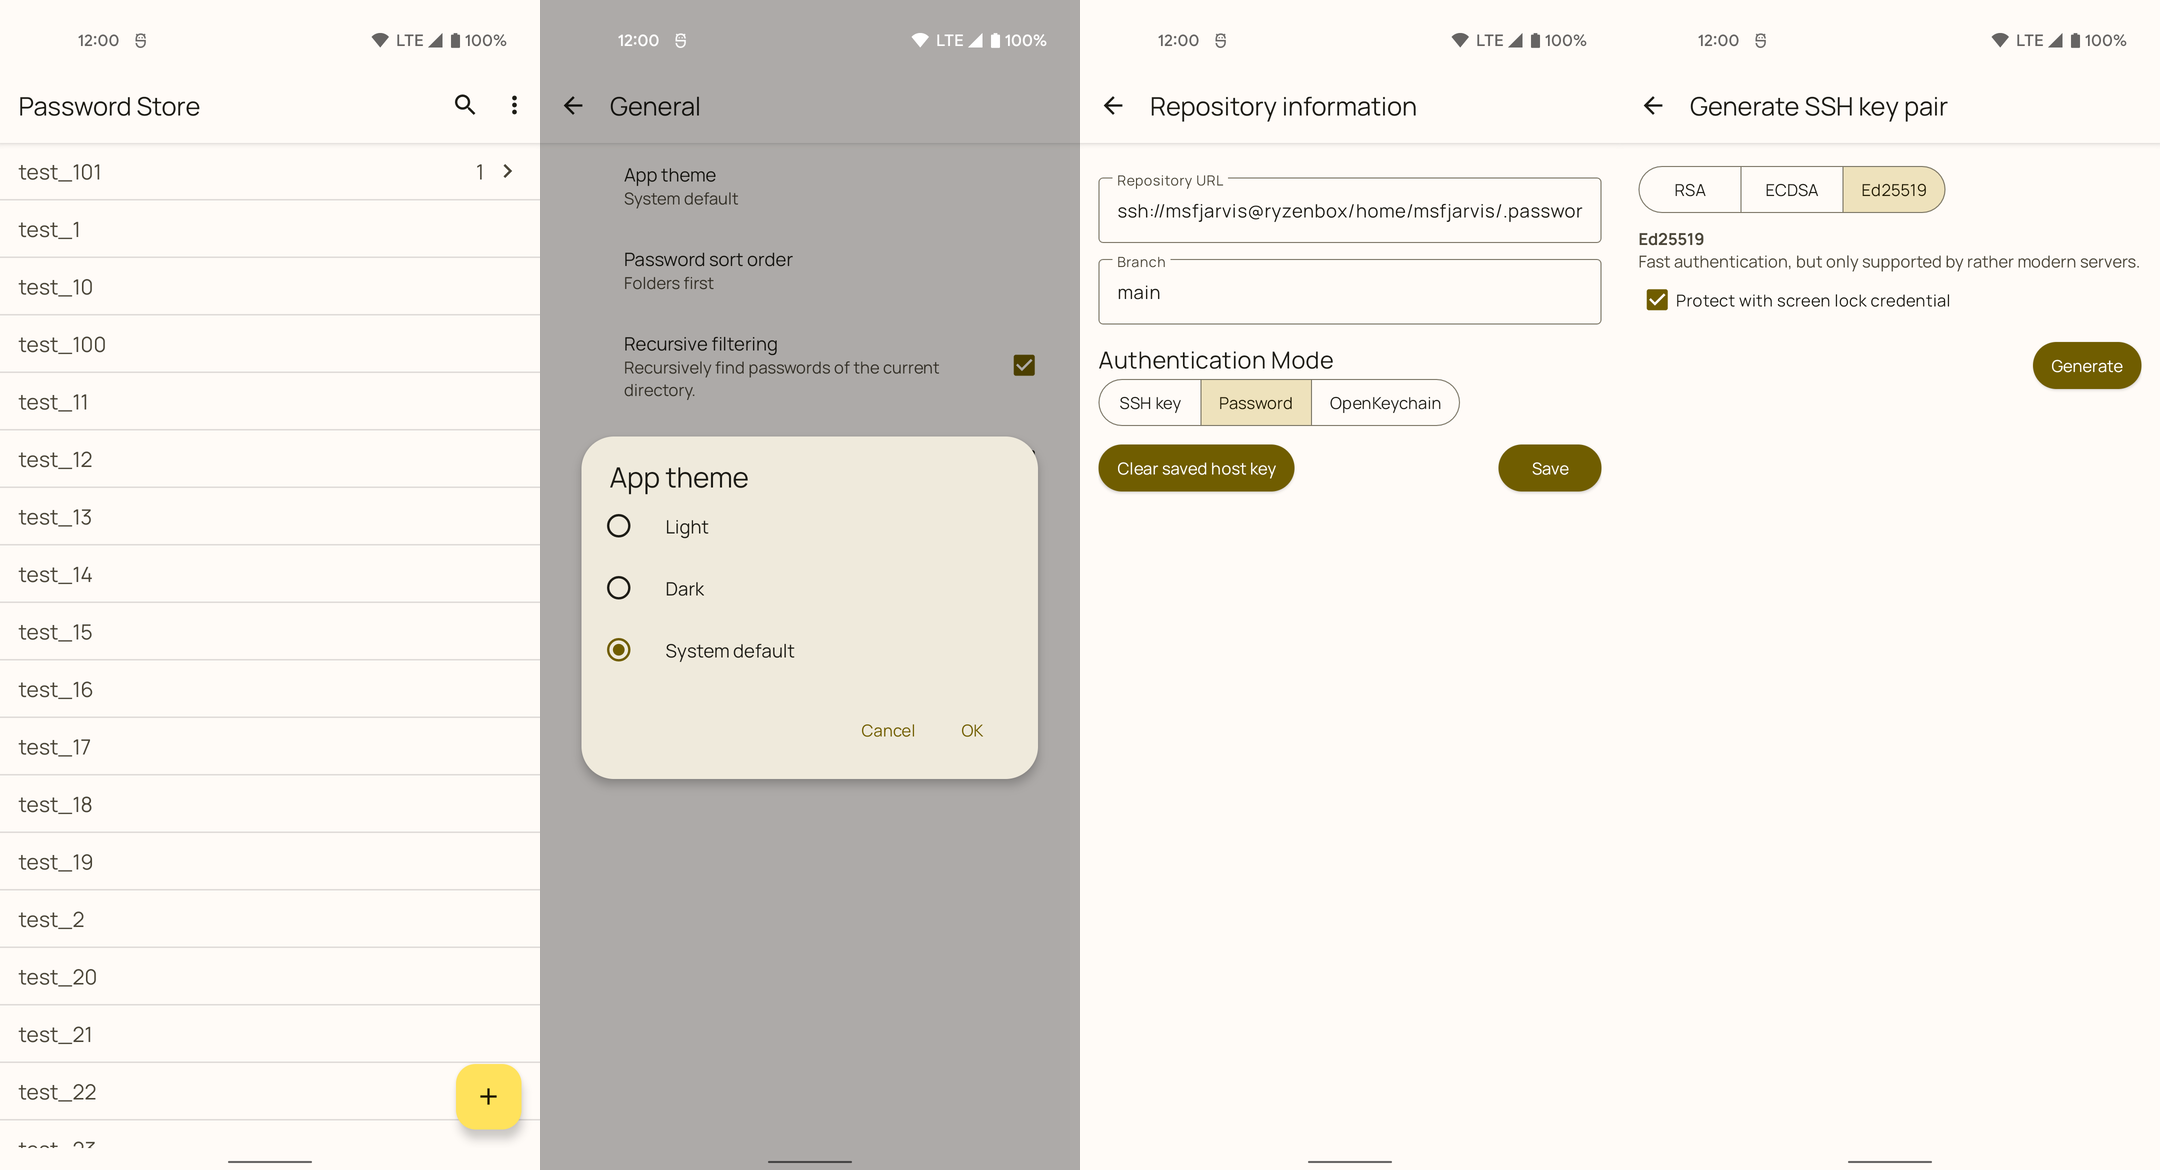 12:00 LTE 100%
Password Store
test_101 1
test_1
test_10
test_100
test_11
test_12
test_13
test_14
test_15
test_16
test_17
test_18
test_19
test_2
test_20
test_21
test_22
test_23
12:00 LTE 100%
General
App theme
System default
Password sort order
Folders first
Recursive filtering
Recursively find passwords of the current
directory.
App theme
Light
Dark
System default
Cancel OK
12:00 LTE 100%
Repository information
Repository URL
ssh://msfjarvis@ryzenbox/home/msfjarvis/.passwor
Branch
main
Authentication Mode
SSH key Password OpenKeychain
Clear saved host key Save
12:00 LTE 100%
Generate SSH key pair
RSA ECDSA Ed25519
Ed25519
Fast authentication, but only supported by rather modern servers.
Protect with screen lock credential
Generate